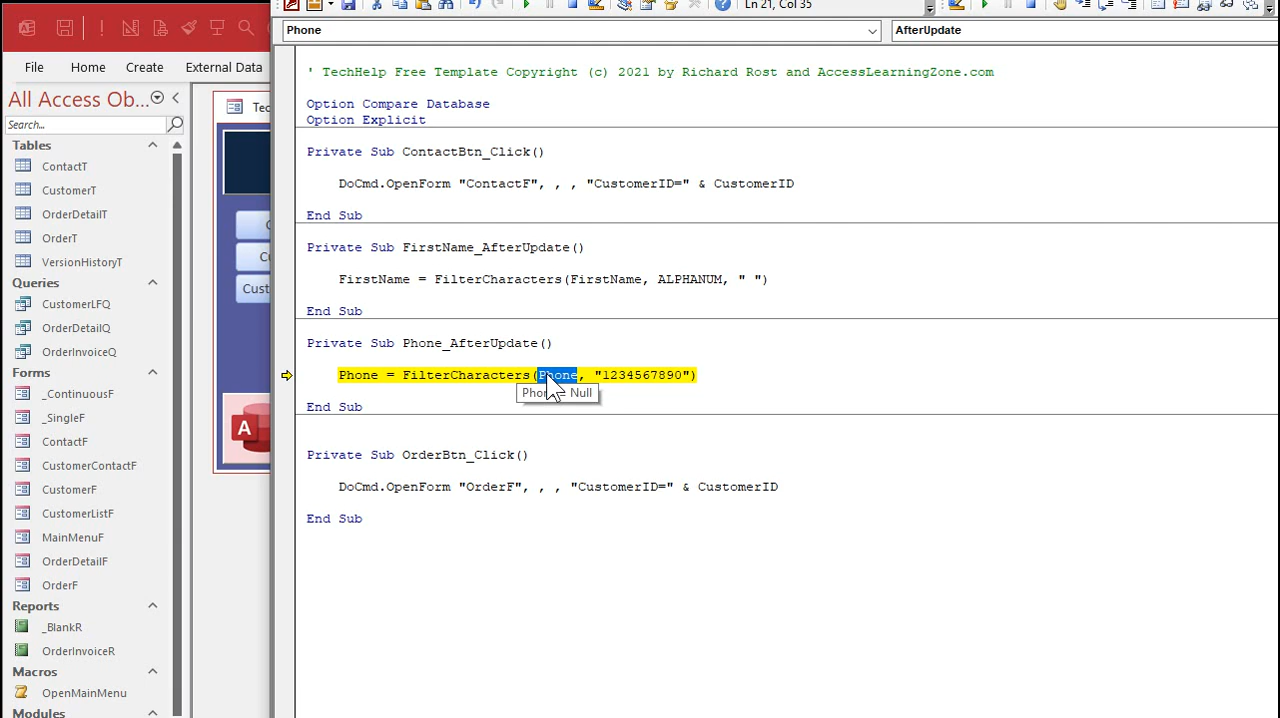 Ln 21, Col 35
Phone
AfterUpdate
File Home Create External Data
All Access Ob...
Search...
Tables
ContactT
CustomerT
OrderDetailT
OrderT
VersionHistoryT
Queries
CustomerLFQ
OrderDetailQ
OrderInvoiceQ
Forms
_ContinuousF
_SingleF
ContactF
CustomerContactF
CustomerF
CustomerListF
MainMenuF
OrderDetailF
OrderF
Reports
_BlankR
OrderInvoiceR
Macros
OpenMainMenu
Modules
Tec
C
Cu
Cust
A
' TechHelp Free Template Copyright (c) 2021 by Richard Rost and AccessLearningZone.com
Option Compare Database
Option Explicit
Private Sub ContactBtn_Click()
DoCmd.OpenForm "ContactF", , , "CustomerID=" & CustomerID
End Sub
Private Sub FirstName_AfterUpdate()
FirstName = FilterCharacters(FirstName, ALPHANUM, " ")
End Sub
Private Sub Phone_AfterUpdate()
Phone = FilterCharacters(Phone, "1234567890")
Phon = Null
End Sub
Private Sub OrderBtn_Click()
DoCmd.OpenForm "OrderF", , , "CustomerID=" & CustomerID
End Sub